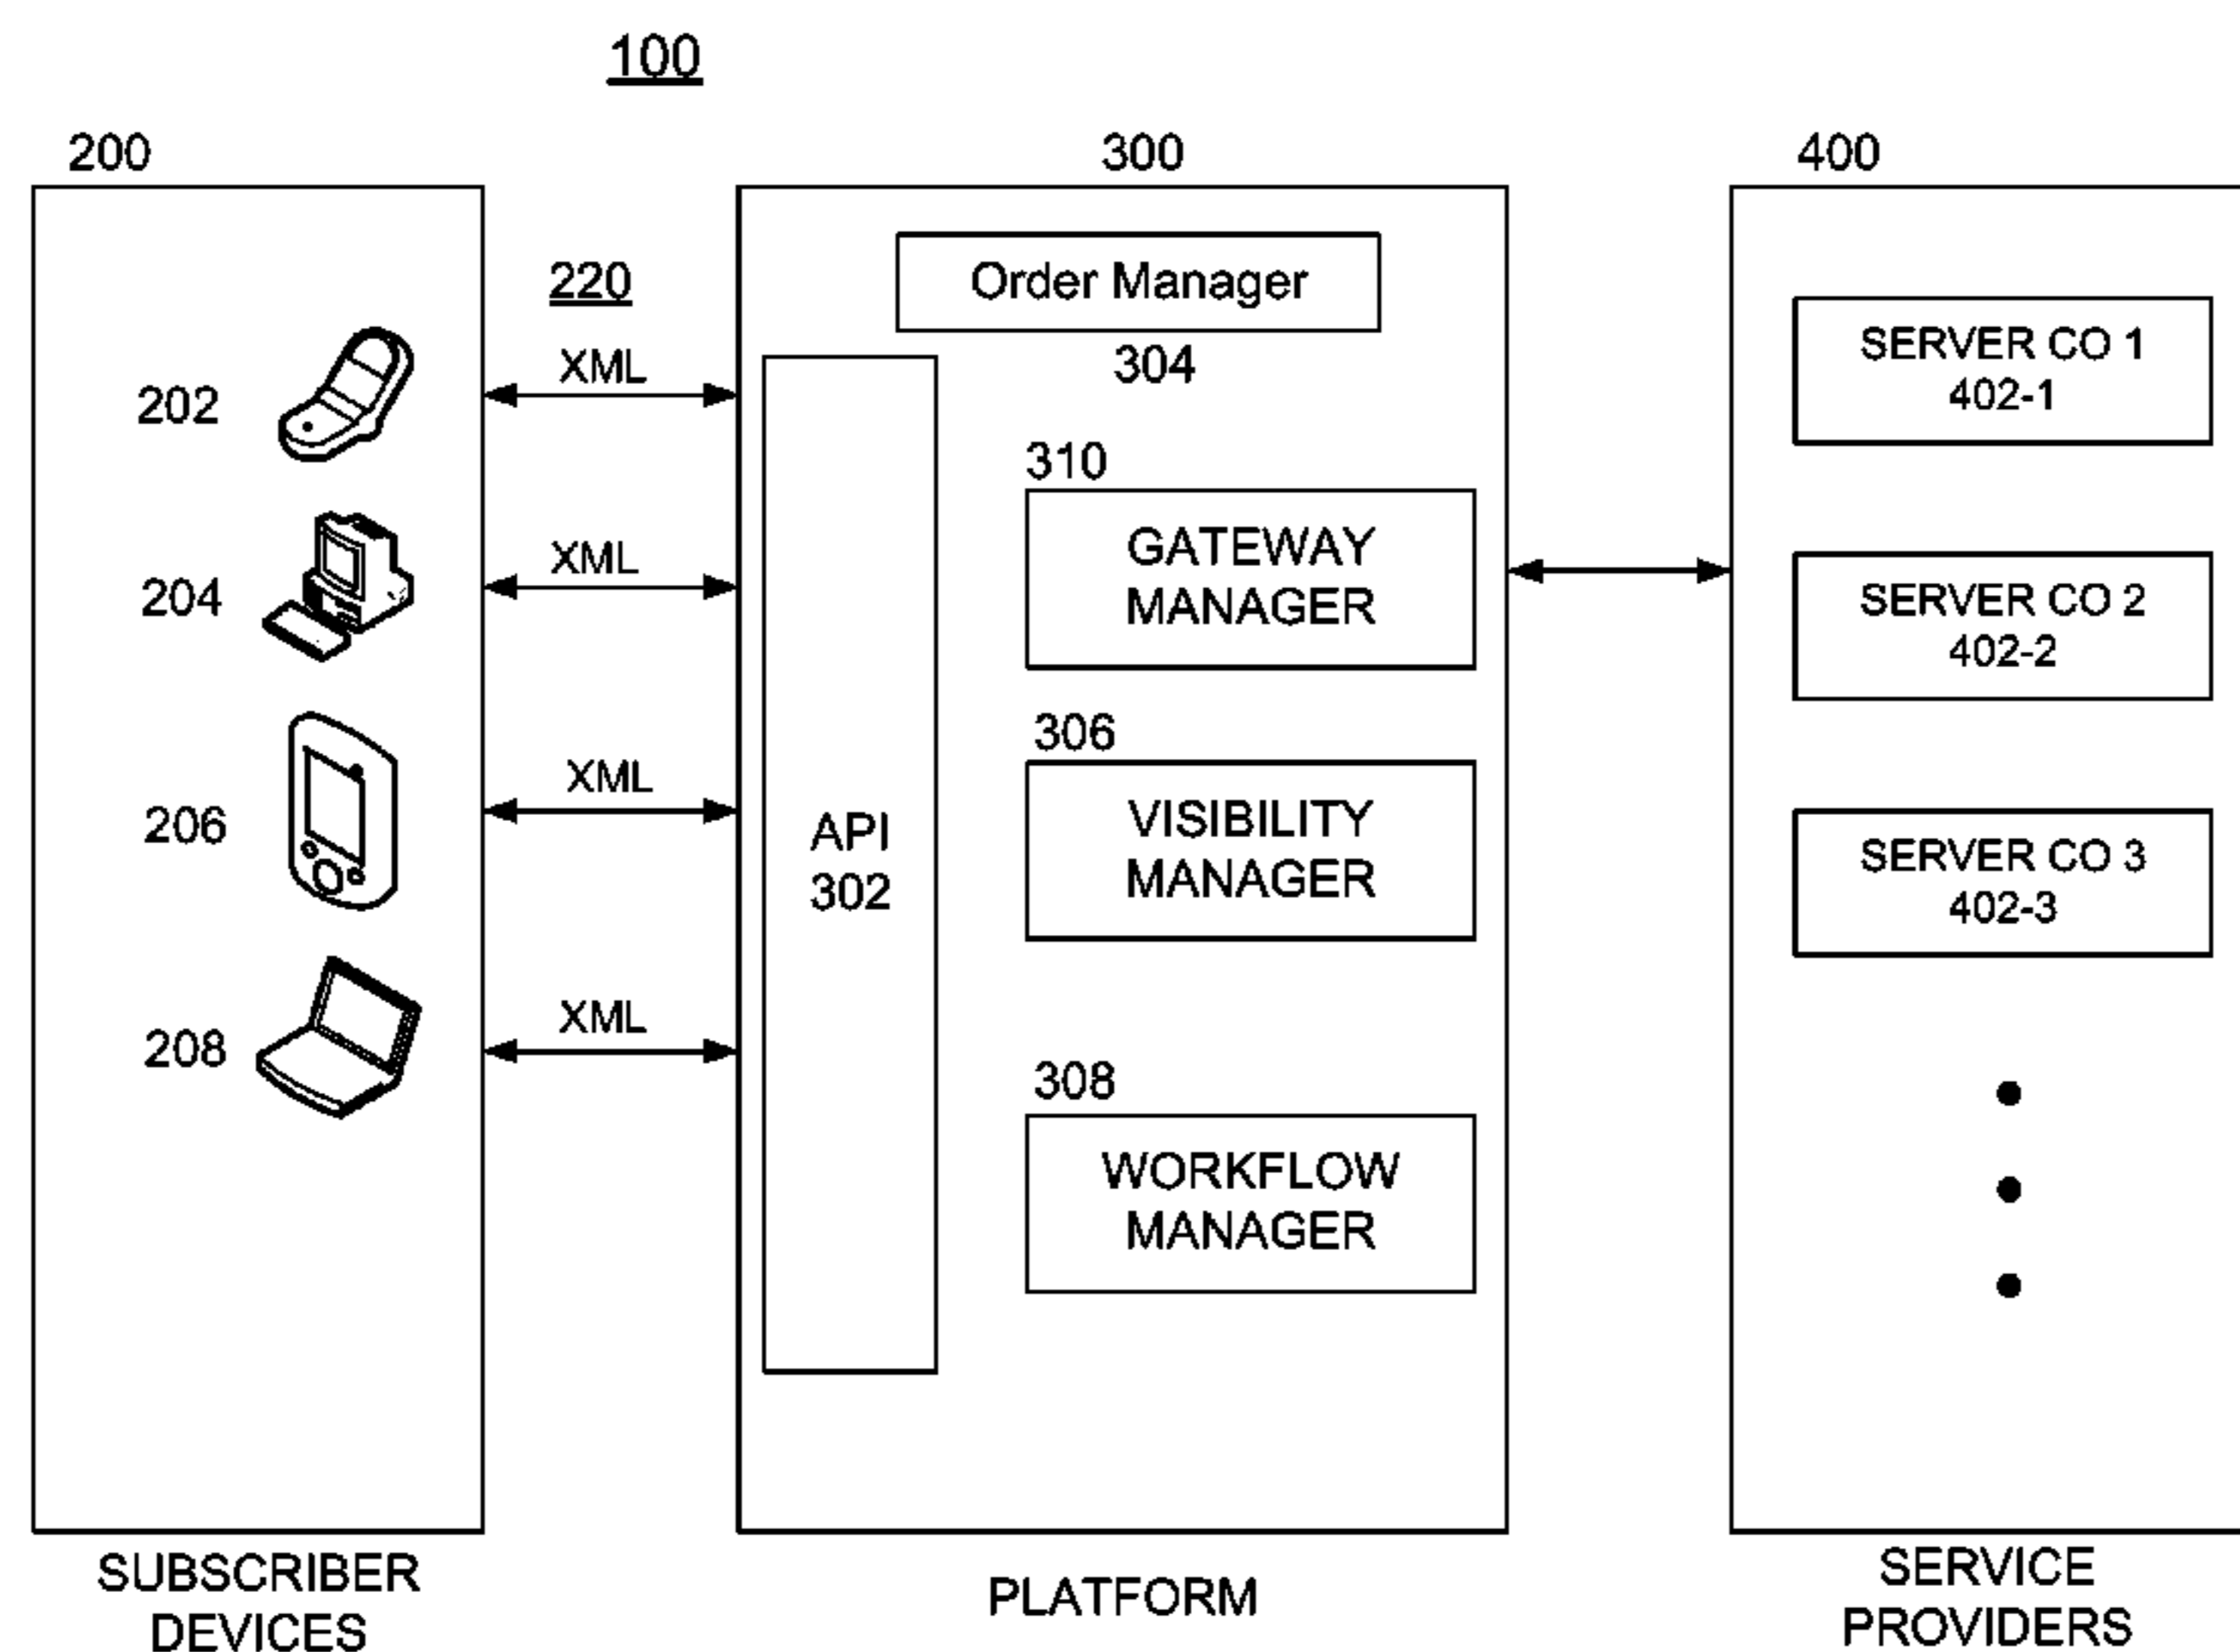 100
200
300
400
220
Order Manager
304
XML
202
SERVER CO 1
402-1
310
GATEWAY
MANAGER
XML
204
SERVER CO 2
402-2
306
VISIBILITY
MANAGER
XML
206
API
302
SERVER CO 3
402-3
XML
208
308
WORKFLOW
MANAGER
SUBSCRIBER
DEVICES
PLATFORM
SERVICE
PROVIDERS